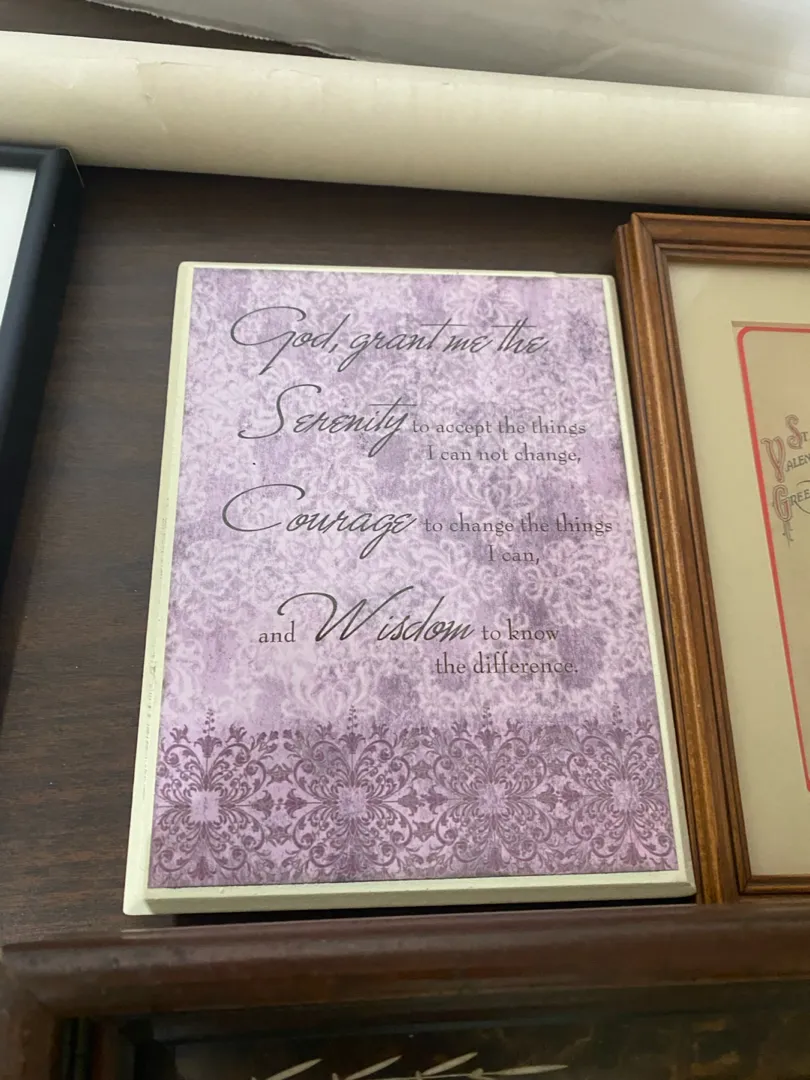 God, grant me the
Serenity to accept the things
I can not change,
Courage to change the things
I can,
and Wisdom to know
the difference.